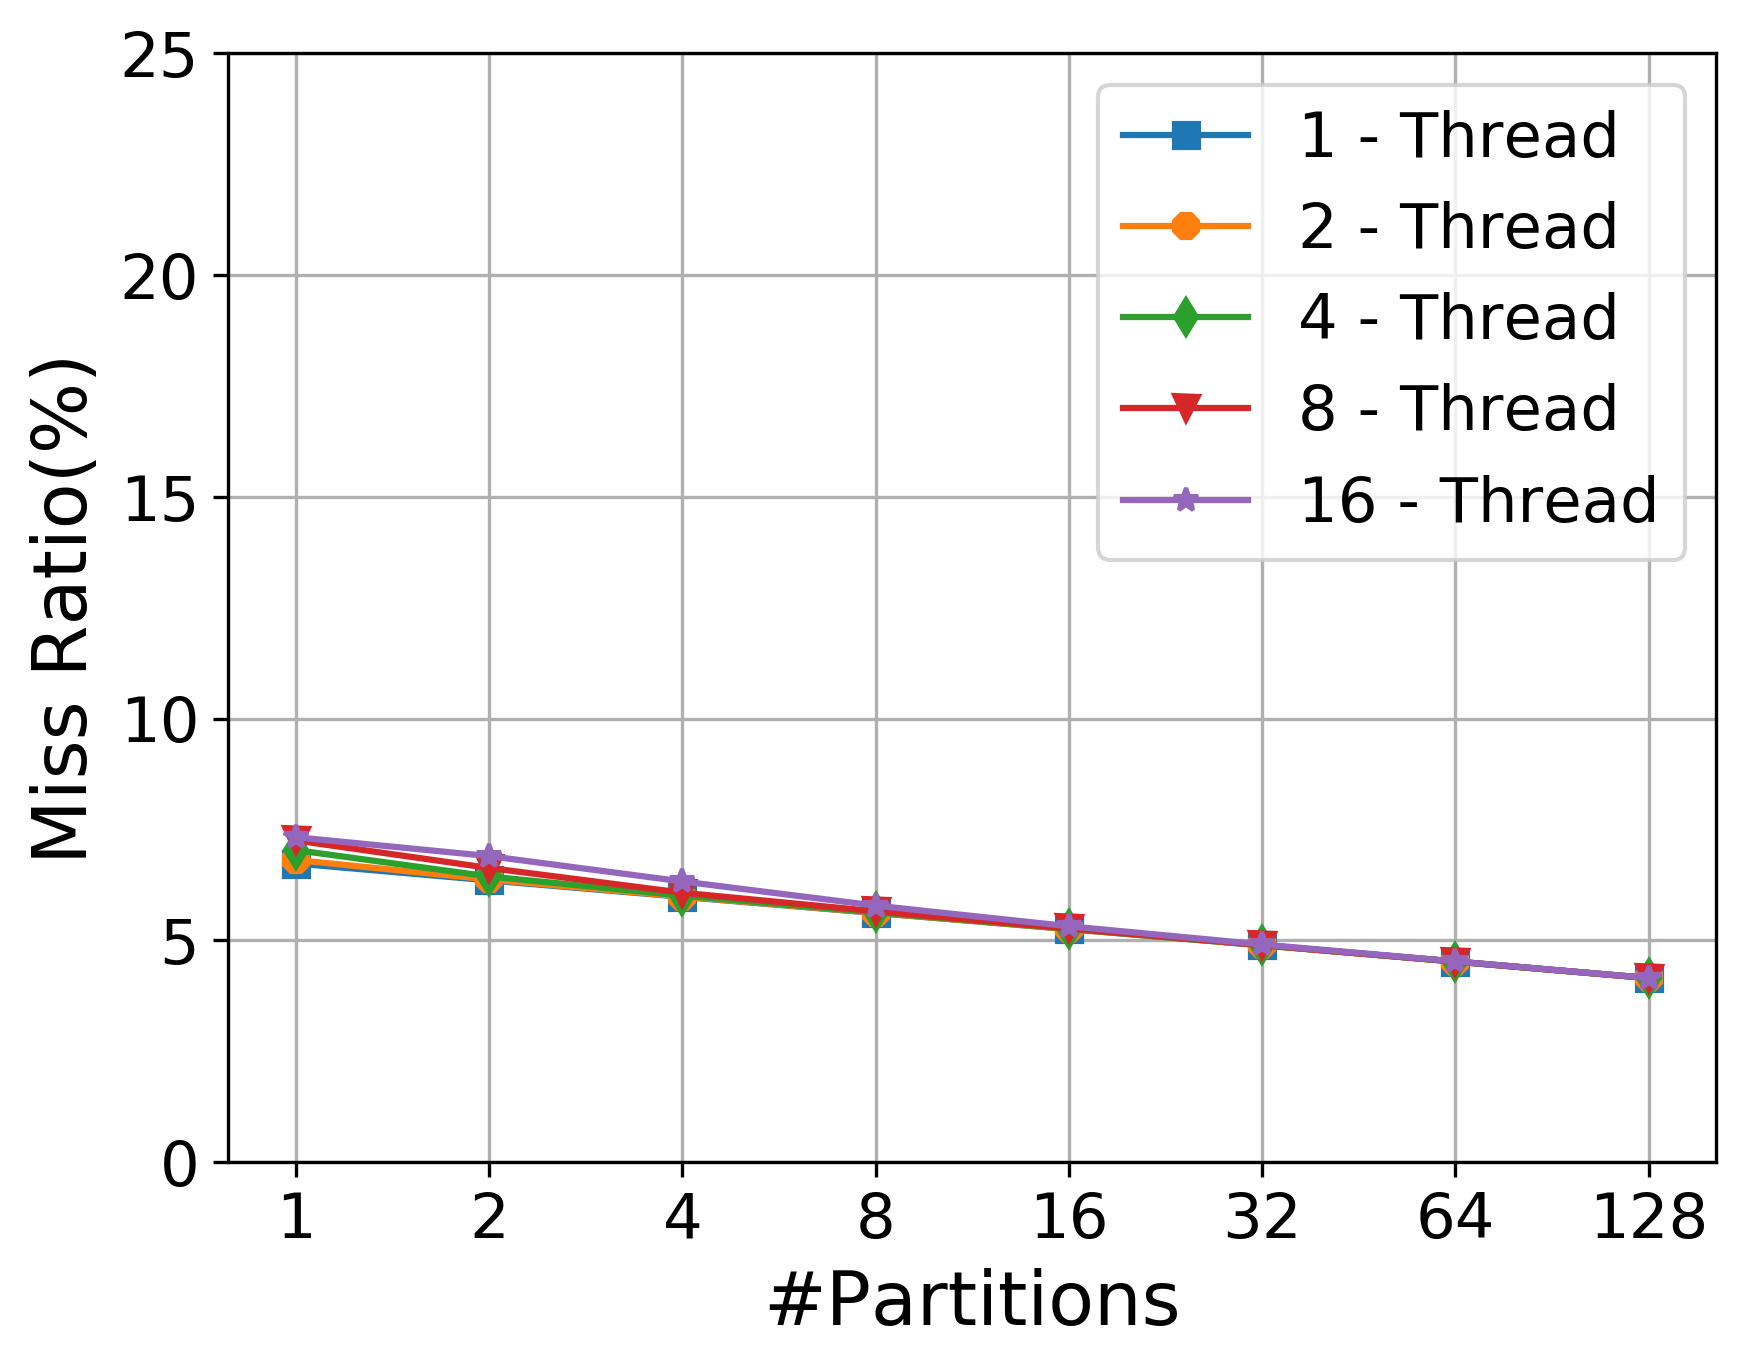 25
20
15
10
5
0
Miss Ratio(%)
1 - Thread
2 - Thread
4 - Thread
8 - Thread
16 - Thread
1 2 4 8 16 32 64 128
#Partitions